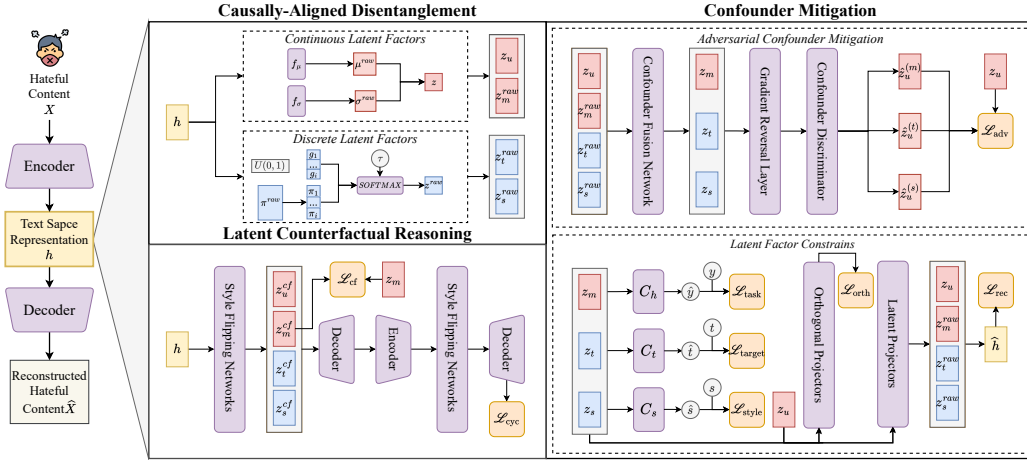 Hateful
Content
X
Encoder
Text Sapce
Representation
h
Decoder
Reconstructed
Hateful
Content X̂
Causally-Aligned Disentanglement
Continuous Latent Factors
h
f_μ
μ^raw
f_σ
σ^raw
z
z_u
z_m^raw
Discrete Latent Factors
U(0,1)
g_1
...
g_i
π^raw
π_1
...
π_i
τ
SOFTMAX
z^raw
z_t^raw
z_s^raw
Latent Counterfactual Reasoning
h
Style Flipping Networks
z_u^cf
z_m^cf
z_t^cf
z_s^cf
ℒ_cf
z_m
Decoder
Encoder
Style Flipping Networks
Decoder
ℒ_cyc
Confounder Mitigation
Adversarial Confounder Mitigation
z_u
z_m^raw
z_t^raw
z_s^raw
Confounder Fusion Network
z_m
z_t
z_s
Gradient Reversal Layer
Confounder Discriminator
ẑ_u^(m)
ẑ_u^(t)
ẑ_u^(s)
z_u
ℒ_adv
Latent Factor Constrains
z_m
C_h
ŷ
y
ℒ_task
z_t
C_t
t̂
t
ℒ_target
z_s
C_s
ŝ
s
ℒ_style
z_u
Orthogonal Projectors
ℒ_orth
Latent Projectors
z_u
z_m^raw
z_t^raw
z_s^raw
ℒ_rec
ĥ